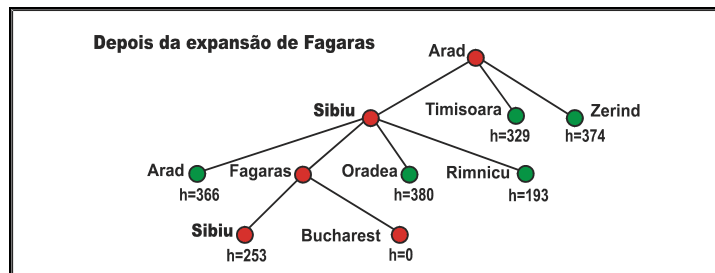 Depois da expansão de Fagaras
Arad
Sibiu
Timisoara
Zerind
h=329
h=374
Arad
Fagaras
Oradea
Rimnicu
h=366
h=380
h=193
Sibiu
Bucharest
h=253
h=0